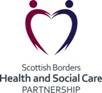 Scottish Borders
Health and Social Care
PARTNERSHIP